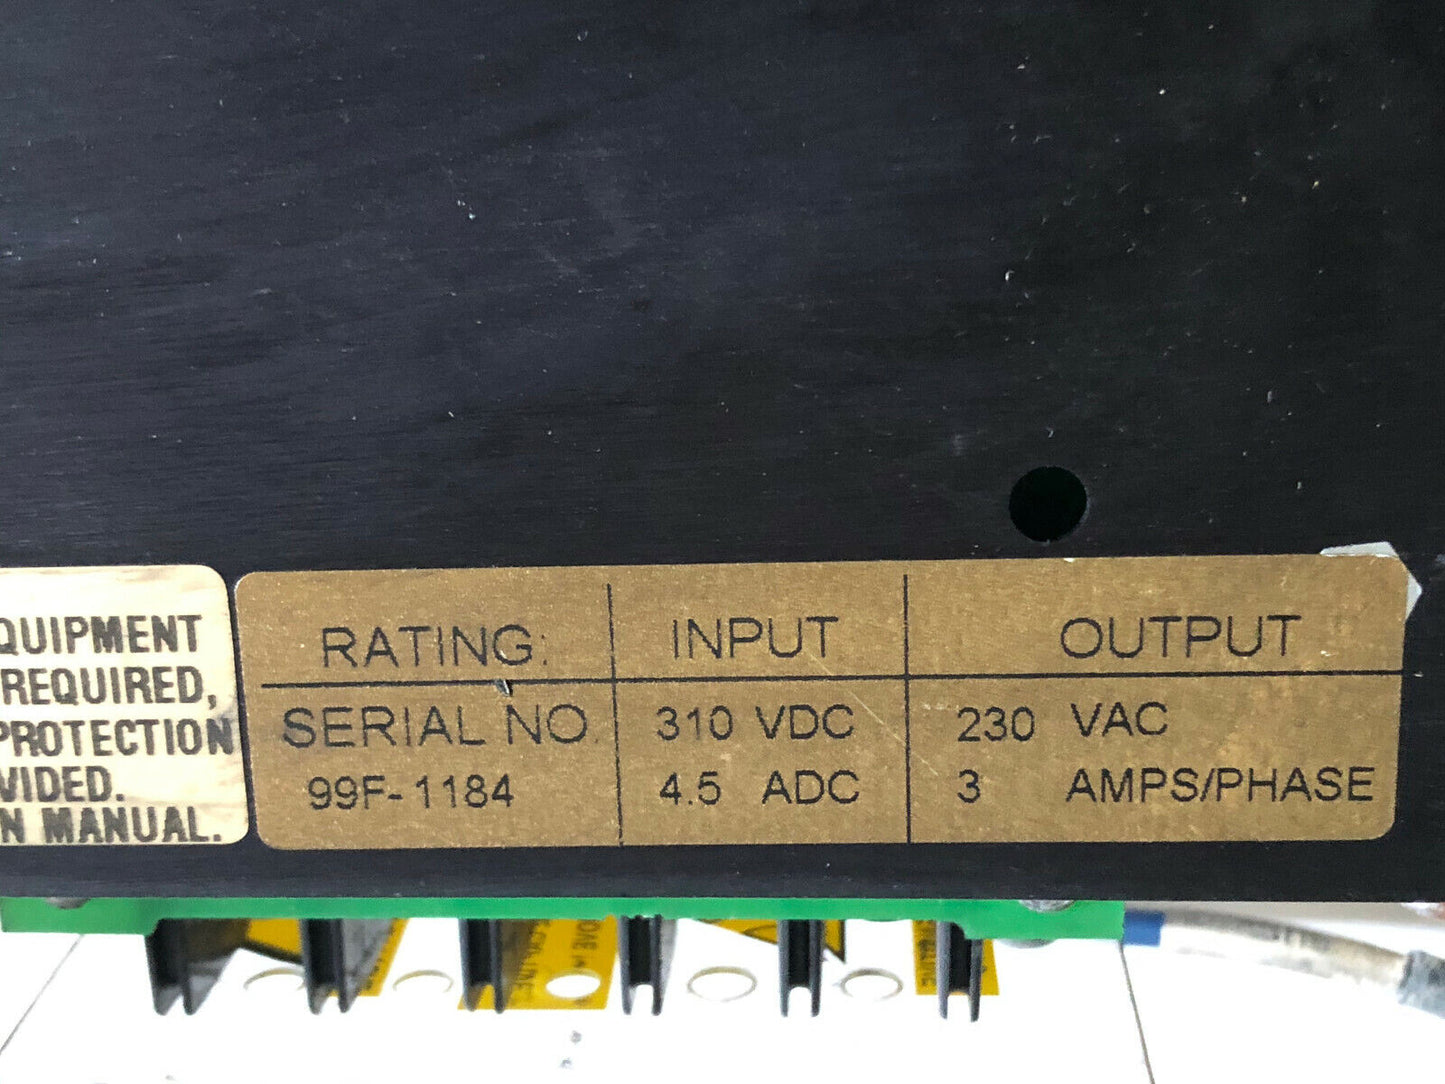 QUIPMENT
REQUIRED,
PROTECTION
VIDED.
N MANUAL.
RATING: INPUT OUTPUT
SERIAL NO. 310 VDC 230 VAC
99F-1184 4.5 ADC 3 AMPS/PHASE